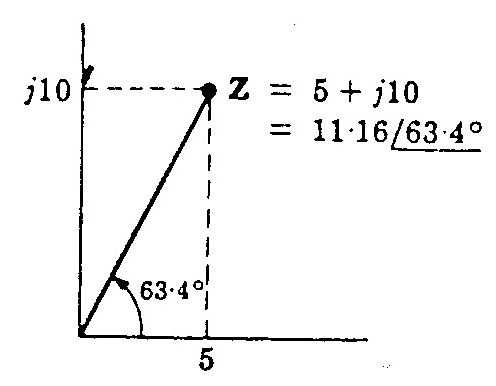 j10 Z = 5 + j10
= 11·16/63·4°
63·4°
5